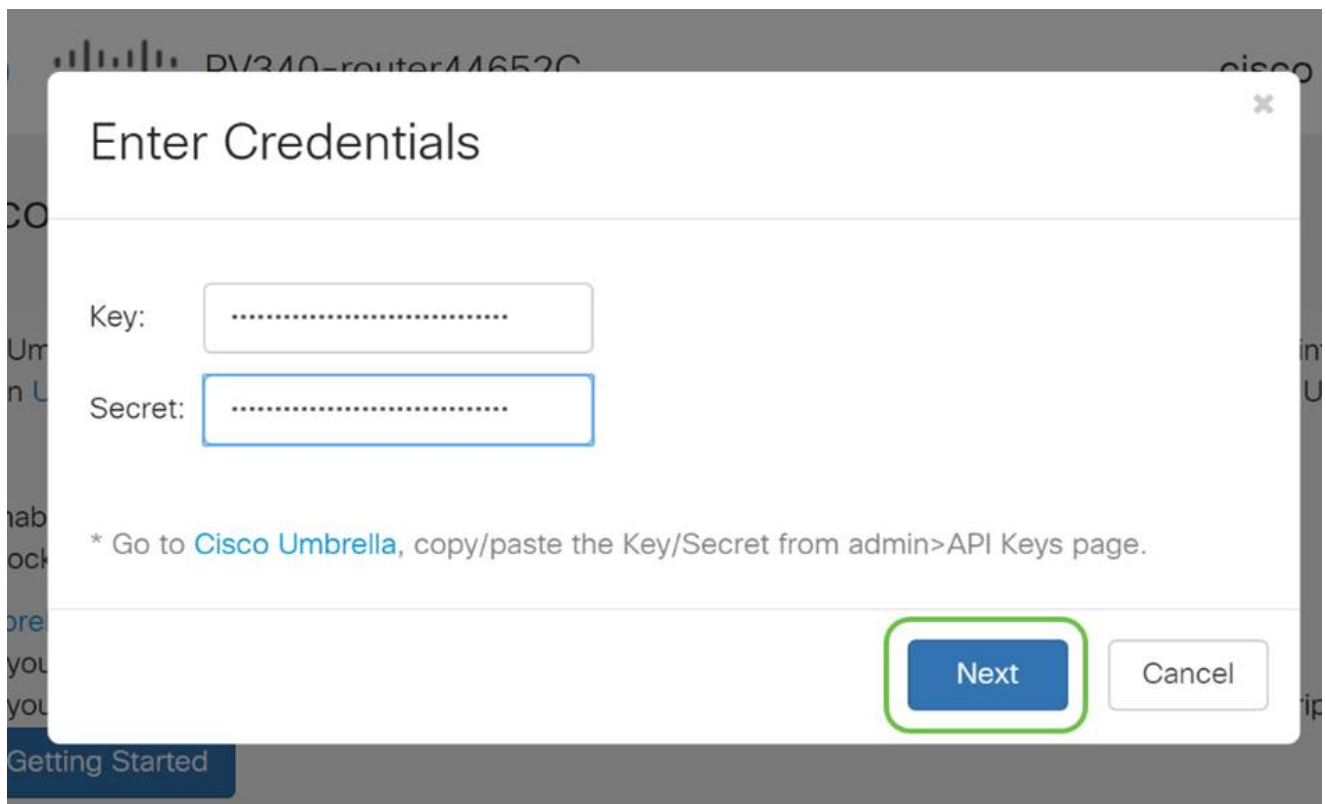 RV340-router44652C
cisco
Enter Credentials
Key: ································
Secret: ································
* Go to Cisco Umbrella, copy/paste the Key/Secret from admin>API Keys page.
Next
Cancel
Getting Started